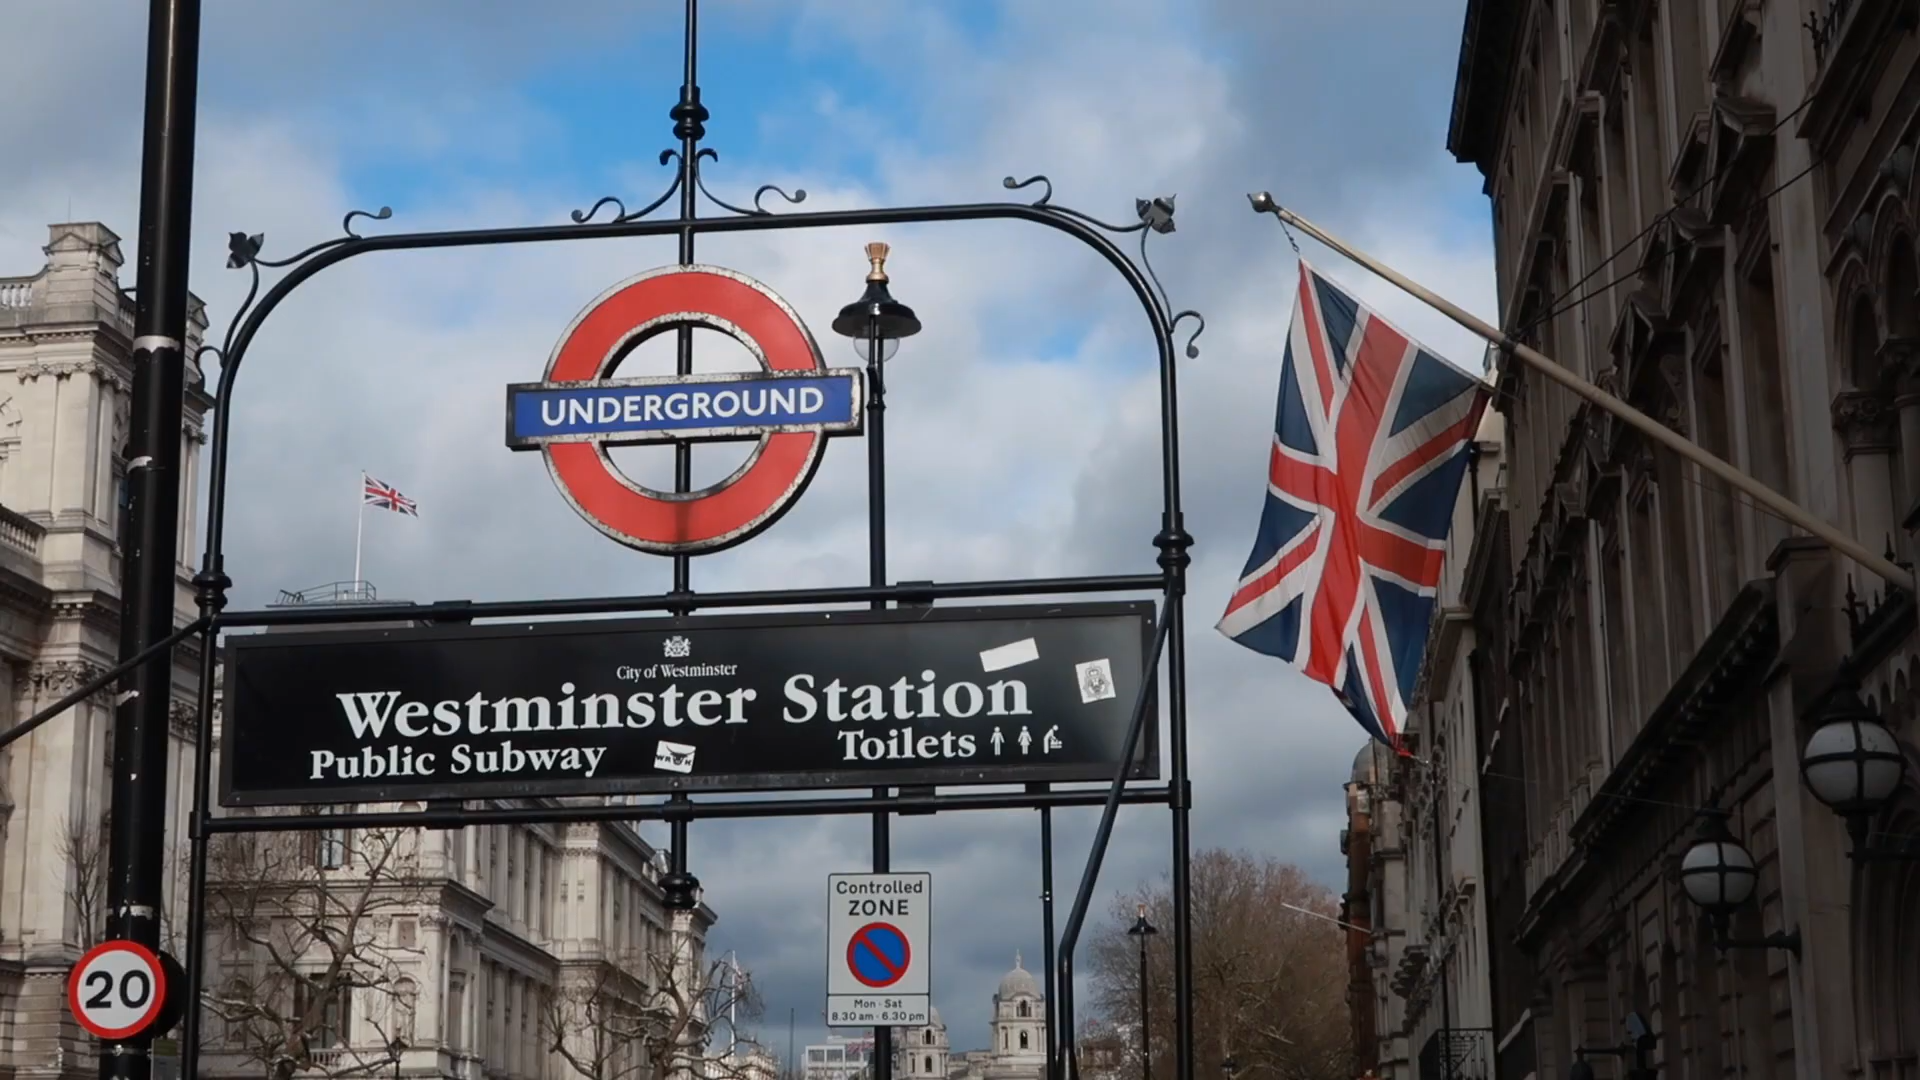 UNDERGROUND
City of Westminster
Westminster Station
Public Subway
Toilets
Controlled
ZONE
Mon - Sat
8.30 am - 6.30 pm
20